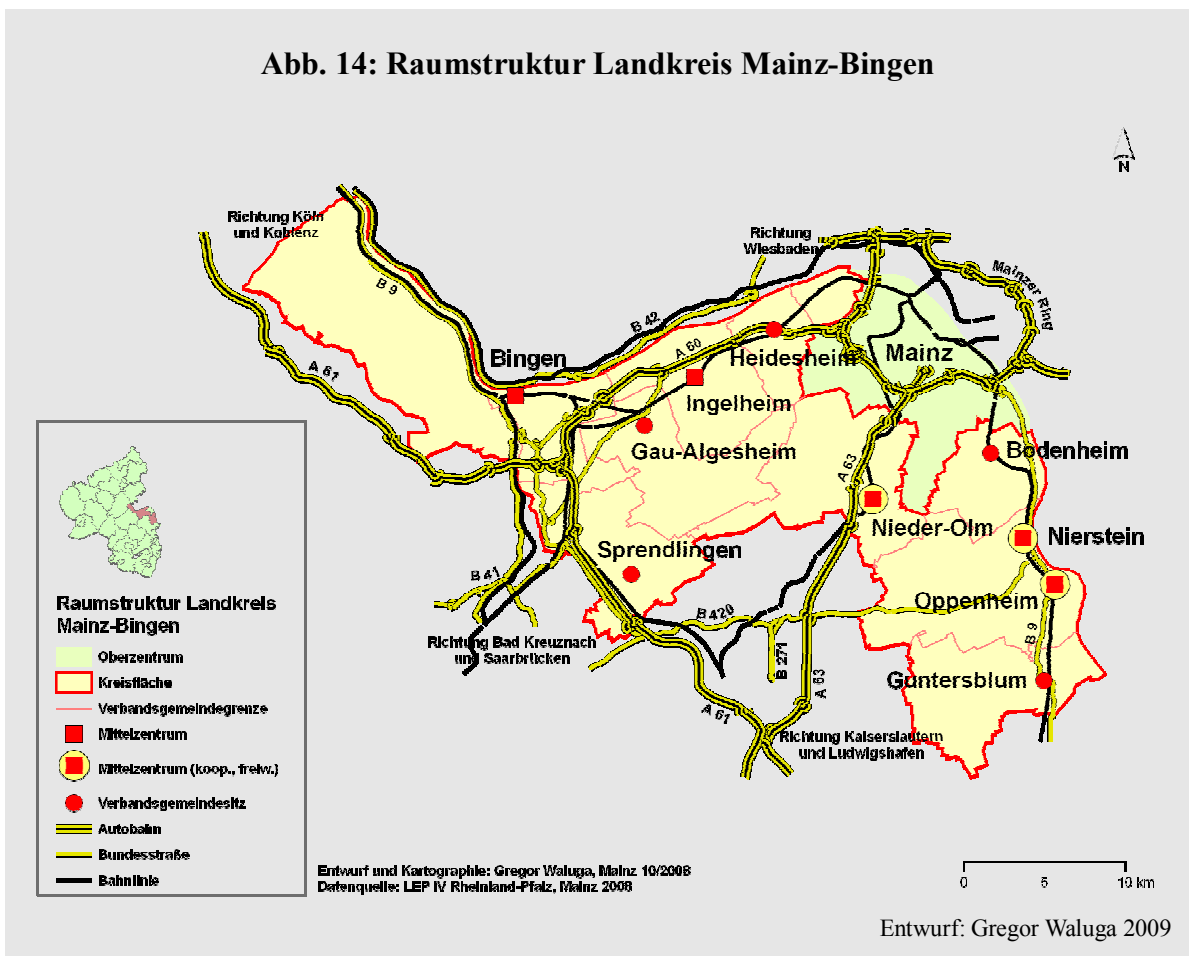 Abb. 14: Raumstruktur Landkreis Mainz-Bingen
N
Richtung Köln
und Koblenz
Richtung
Wiesbaden
Mainzer Ring
B 9
B 42
A 60
A 61
Bingen
Heidesheim
Mainz
Ingelheim
Gau-Algesheim
Bodenheim
A 63
Nieder-Olm
Nierstein
Sprendlingen
Oppenheim
B 41
B 420
B 9
Richtung Bad Kreuznach
und Saarbrücken
B 271
A 63
Guntersblum
A 61
Richtung Kaiserslautern
und Ludwigshafen
Raumstruktur Landkreis
Mainz-Bingen
Oberzentrum
Kreisfläche
Verbandsgemeindegrenze
Mittelzentrum
Mittelzentrum (koop., freiw.)
Verbandsgemeindesitz
Autobahn
Bundesstraße
Bahnlinie
Entwurf und Kartographie: Gregor Waluga, Mainz 10/2008
Datenquelle: LEP IV Rheinland-Pfalz, Mainz 2008
0 5 10 km
Entwurf: Gregor Waluga 2009